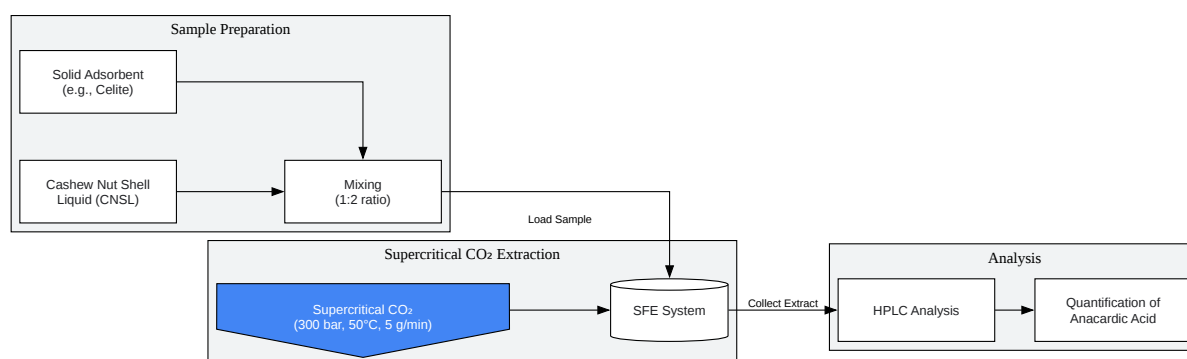 Sample Preparation
Solid Adsorbent
(e.g., Celite)
Cashew Nut Shell
Liquid (CNSL)
Mixing
(1:2 ratio)
Load Sample
Supercritical CO₂ Extraction
Supercritical CO₂
(300 bar, 50°C, 5 g/min)
SFE System
Collect Extract
Analysis
HPLC Analysis
Quantification of
Anacardic Acid